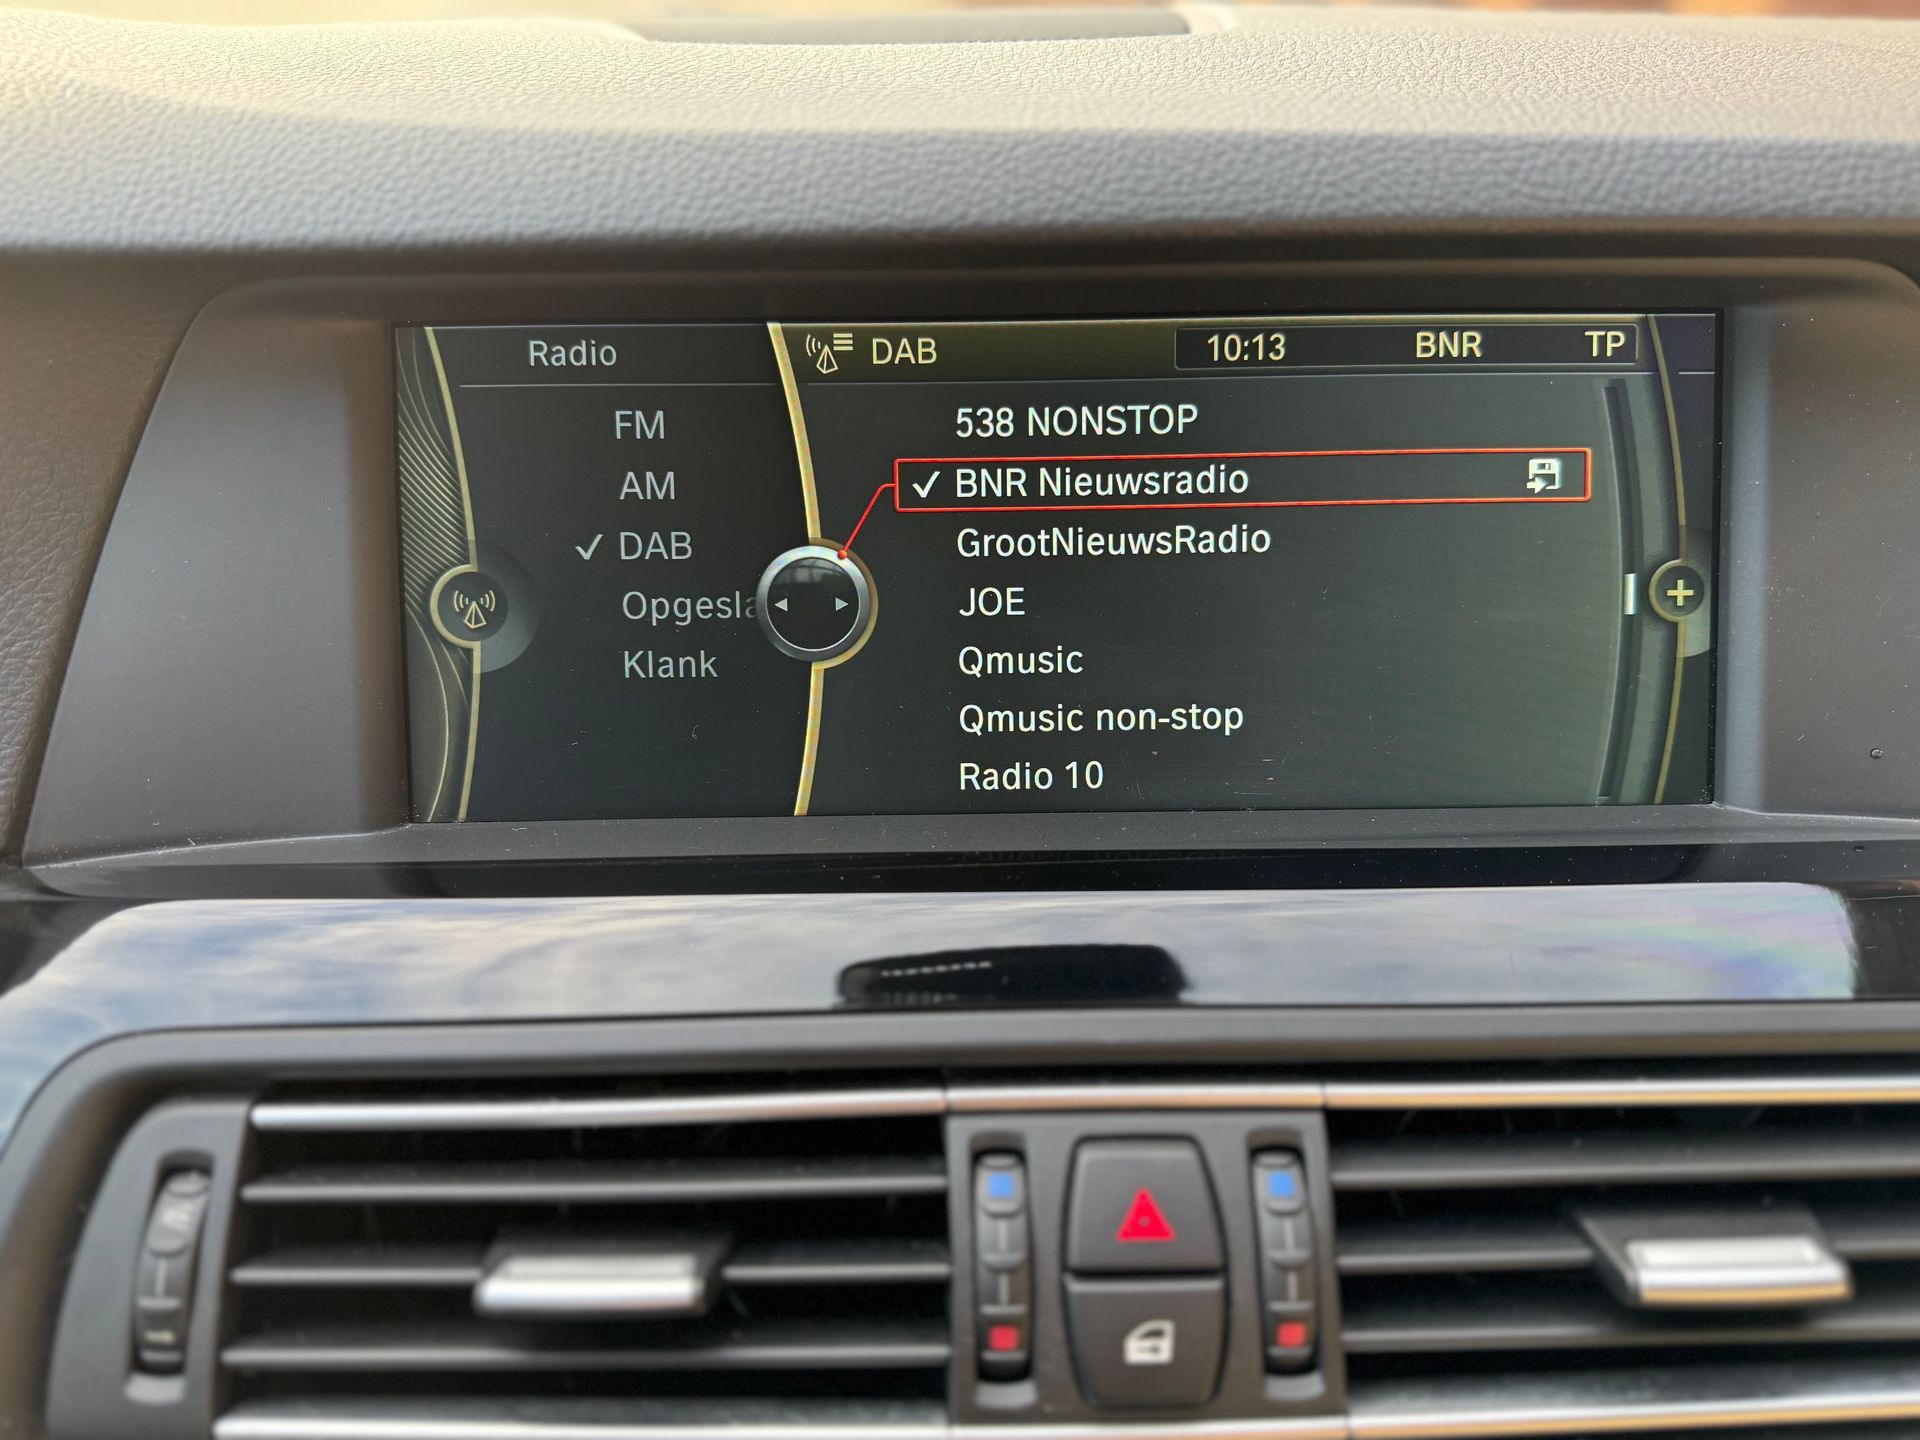 Radio
DAB
10:13 BNR TP
FM
AM
DAB
Opgesla
Klank
538 NONSTOP
BNR Nieuwsradio
GrootNieuwsRadio
JOE
Qmusic
Qmusic non-stop
Radio 10